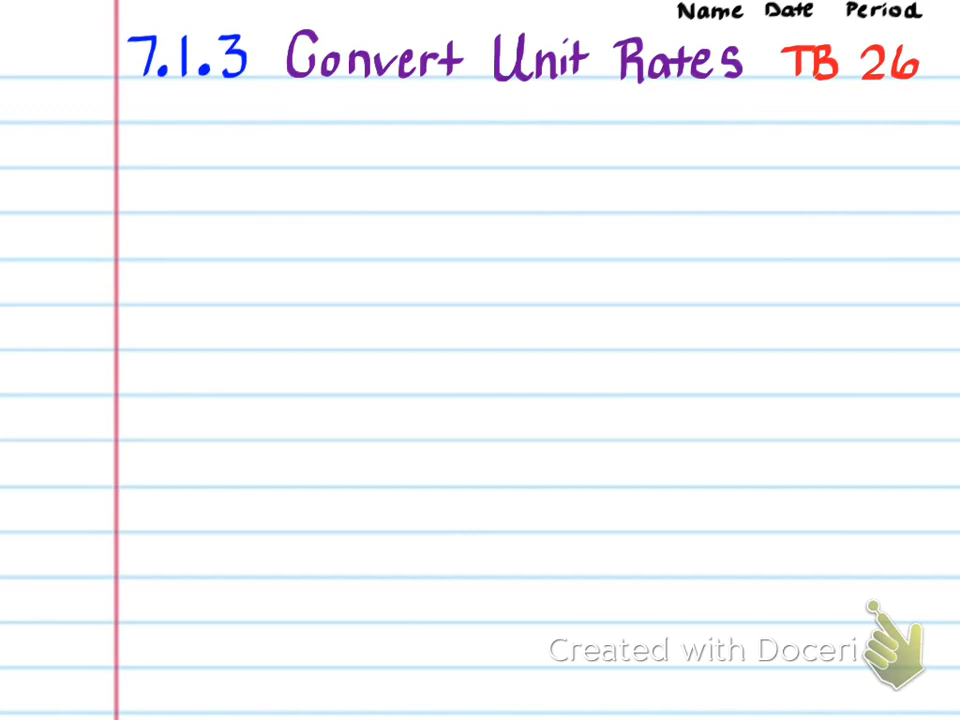 Name Date Period
7.1.3 Convert Unit Rates TB 26
Created with Doceri